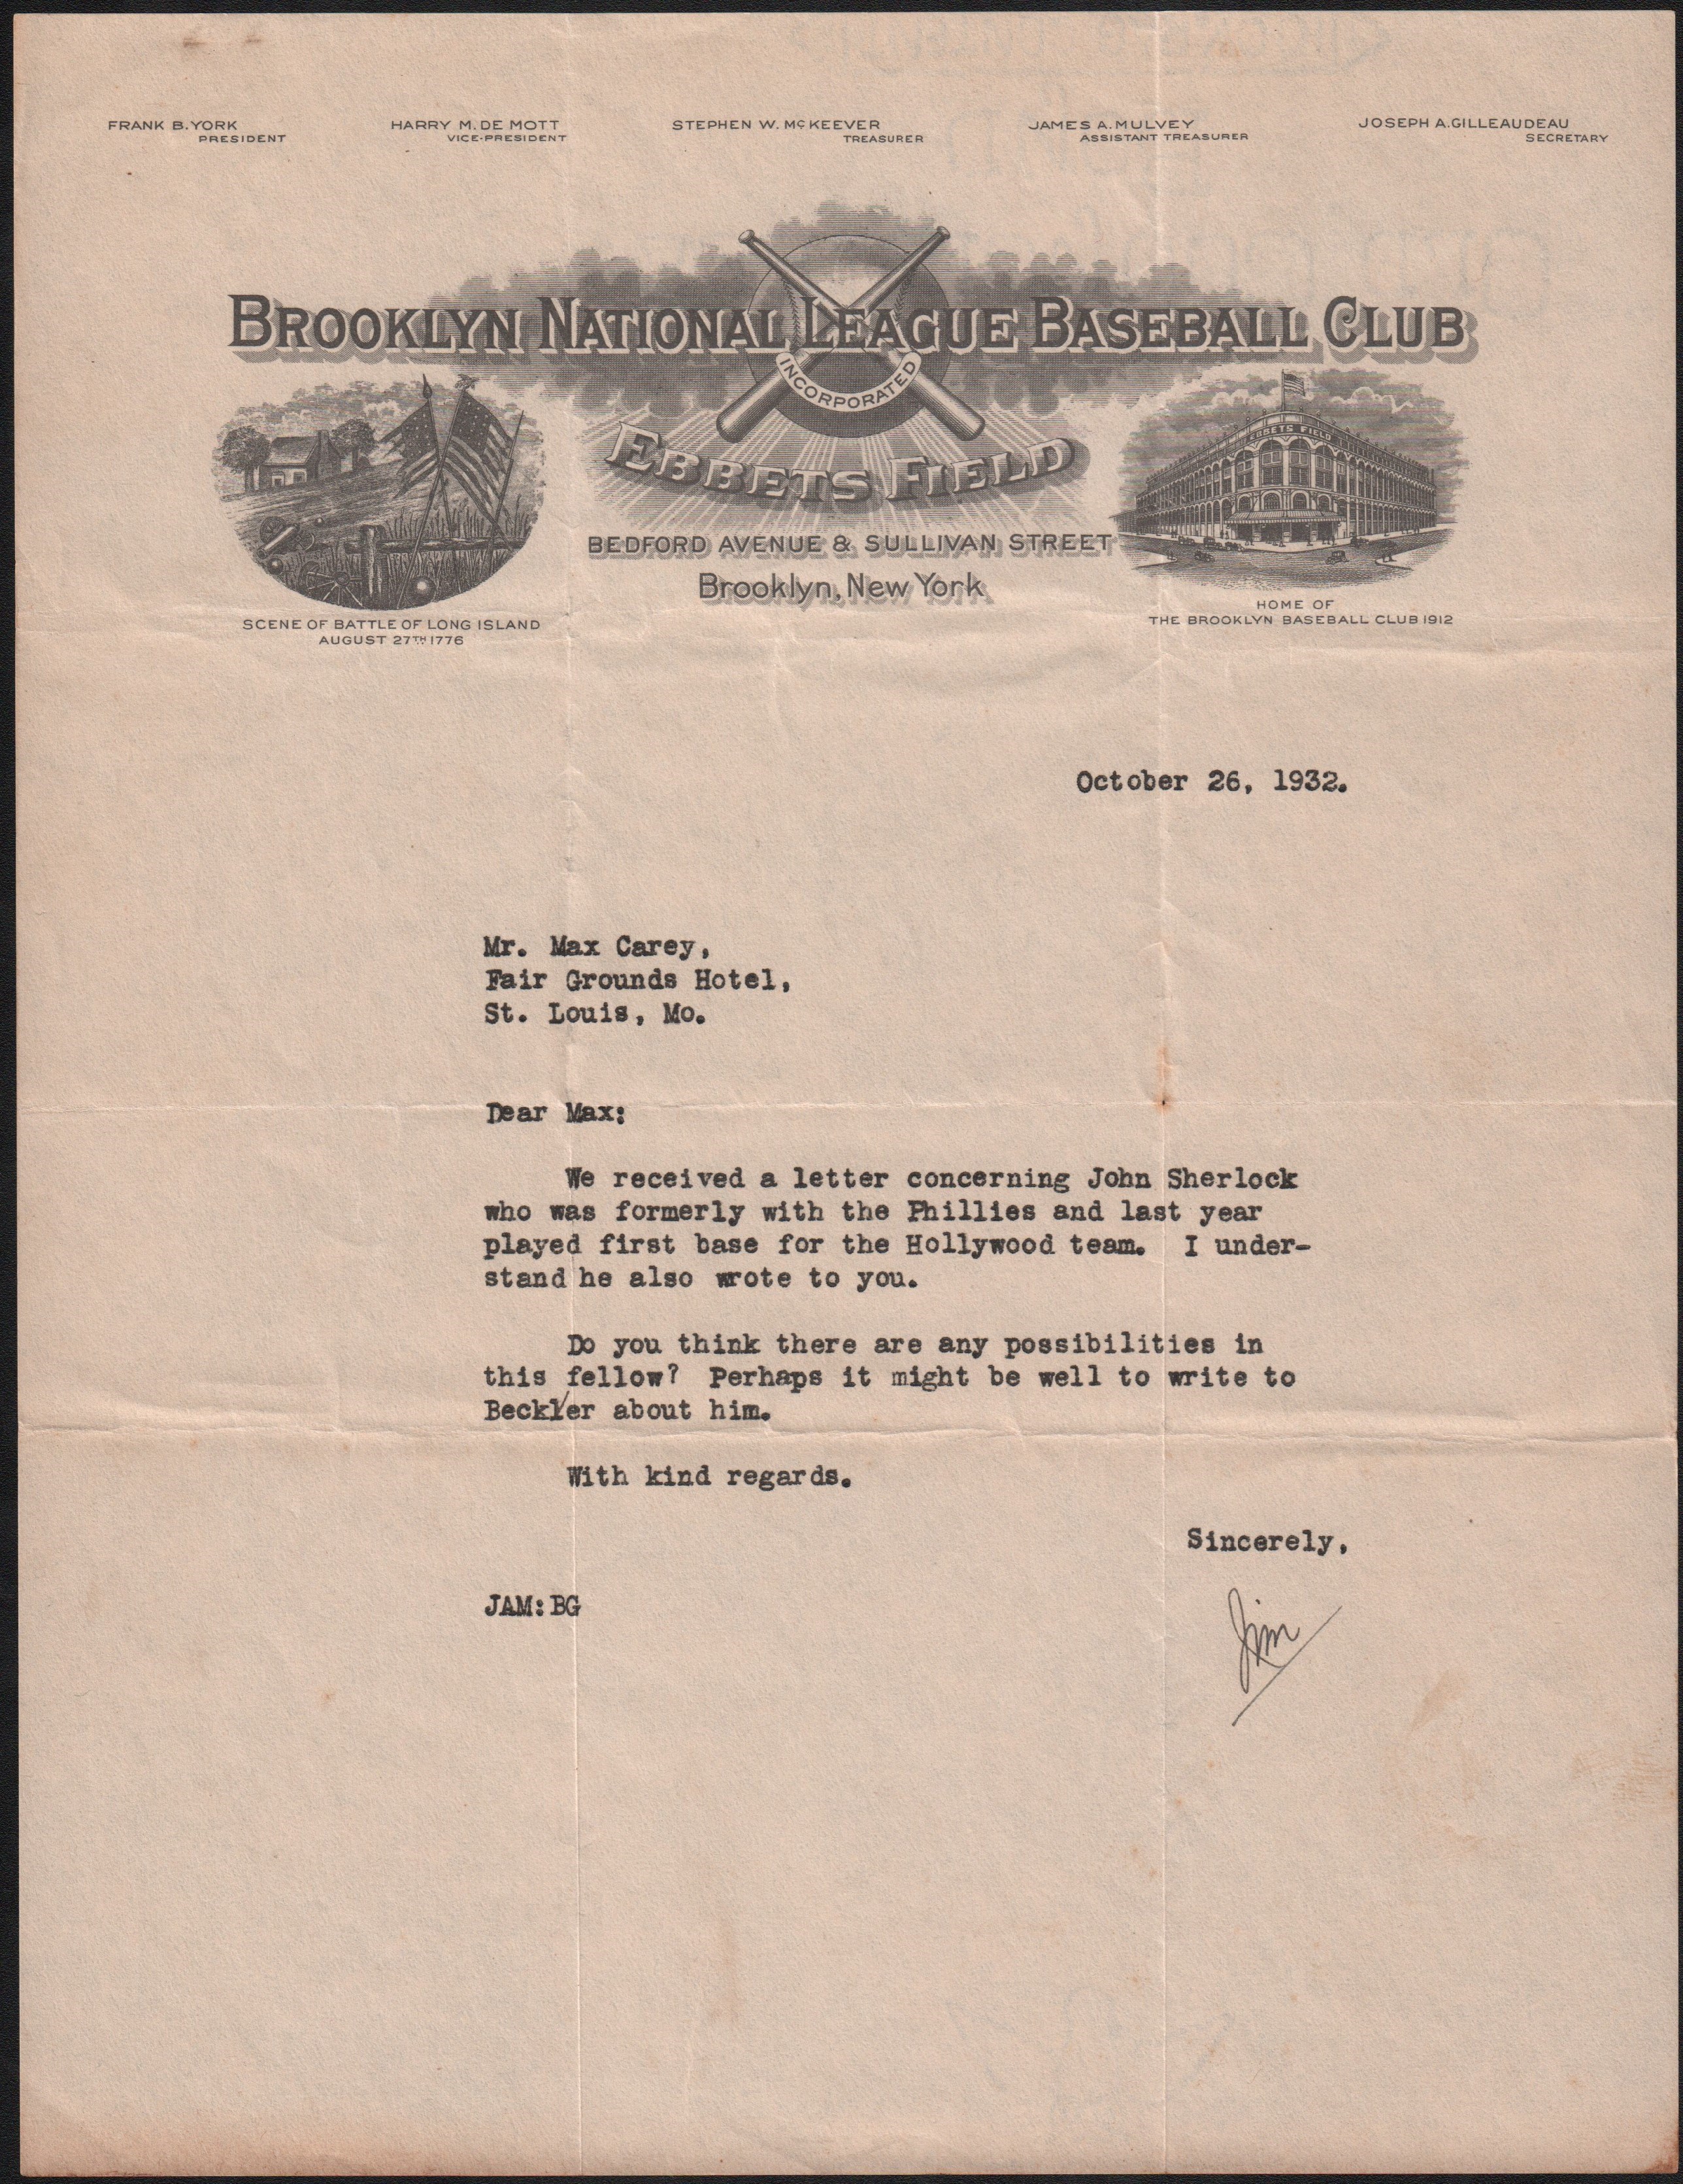 FRANK B. YORK
PRESIDENT
HARRY M. DE MOTT
VICE-PRESIDENT
STEPHEN W. McKEEVER
TREASURER
JAMES A. MULVEY
ASSISTANT TREASURER
JOSEPH A. GILLEAUDEAU
SECRETARY
BROOKLYN NATIONAL LEAGUE BASEBALL CLUB
INCORPORATED
EBBETS FIELD
EBBETS FIELD
BEDFORD AVENUE & SULLIVAN STREET
Brooklyn, New York
SCENE OF BATTLE OF LONG ISLAND
AUGUST 27TH 1776
HOME OF
THE BROOKLYN BASEBALL CLUB 1912
October 26, 1932.
Mr. Max Carey,
Fair Grounds Hotel,
St. Louis, Mo.
Dear Max:
We received a letter concerning John Sherlock
who was formerly with the Phillies and last year
played first base for the Hollywood team. I under-
stand he also wrote to you.
Do you think there are any possibilities in
this fellow? Perhaps it might be well to write to
Beckler about him.
With kind regards.
Sincerely,
JAM:BG
Jim